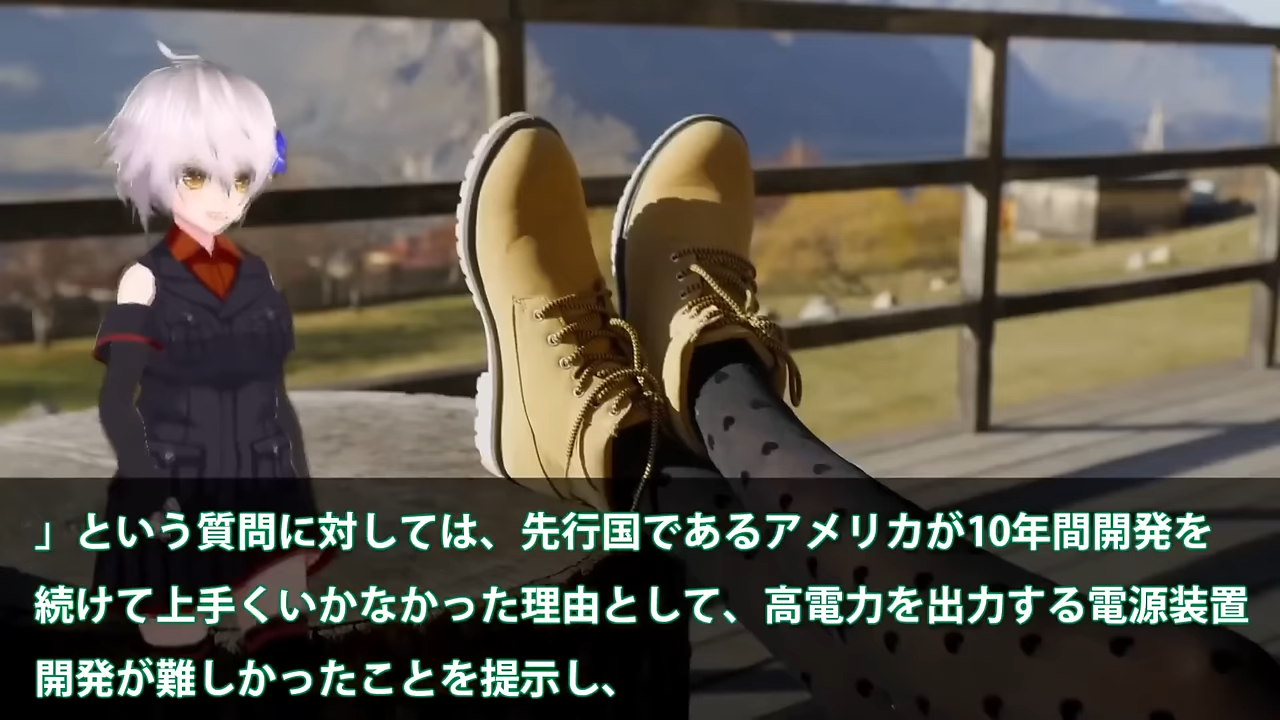 」という質問に対しては、先行国であるアメリカが10年間開発を
続けて上手くいかなかった理由として、高電力を出力する電源装置
開発が難しかったことを提示し、